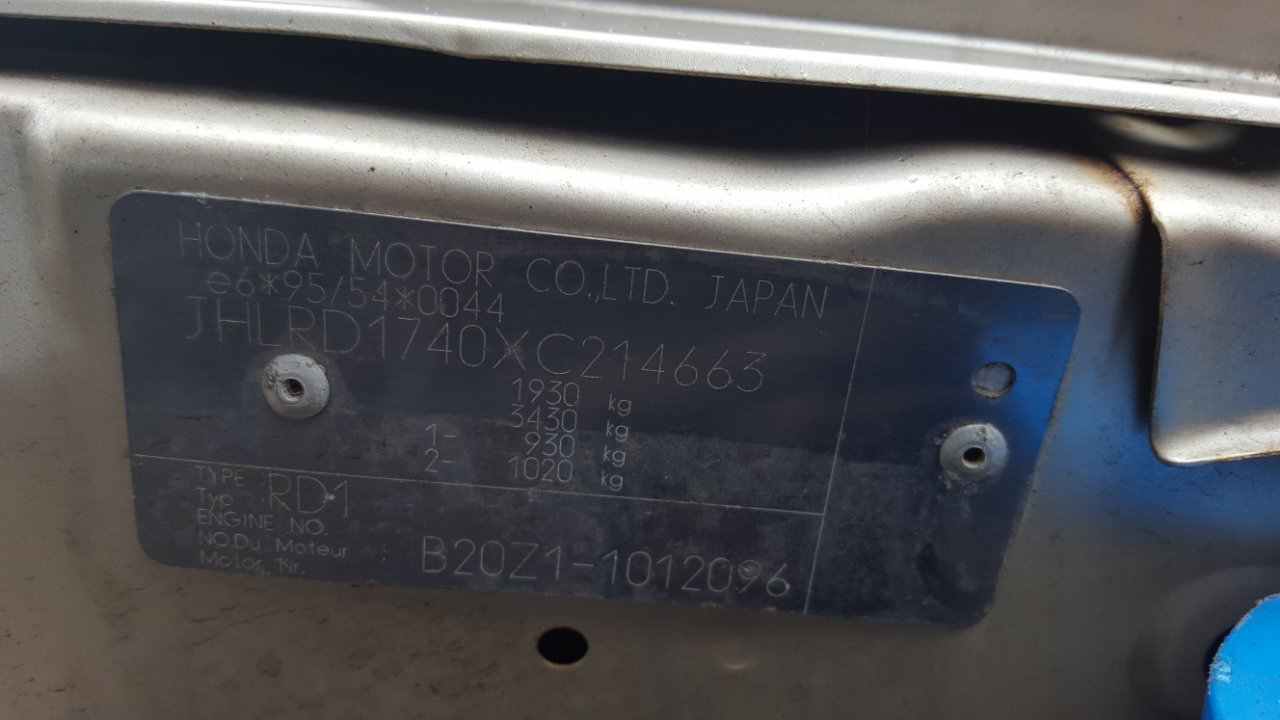 HONDA MOTOR CO.,LTD. JAPAN
e6*95/54*0044
JHLRD1740XC214663
1930 kg
3430 kg
1- 930 kg
2- 1020 kg
TYPE
Typ RD1
ENGINE NO.
NO.DJ Moteur
Motor Nr.
B20Z1-1012096